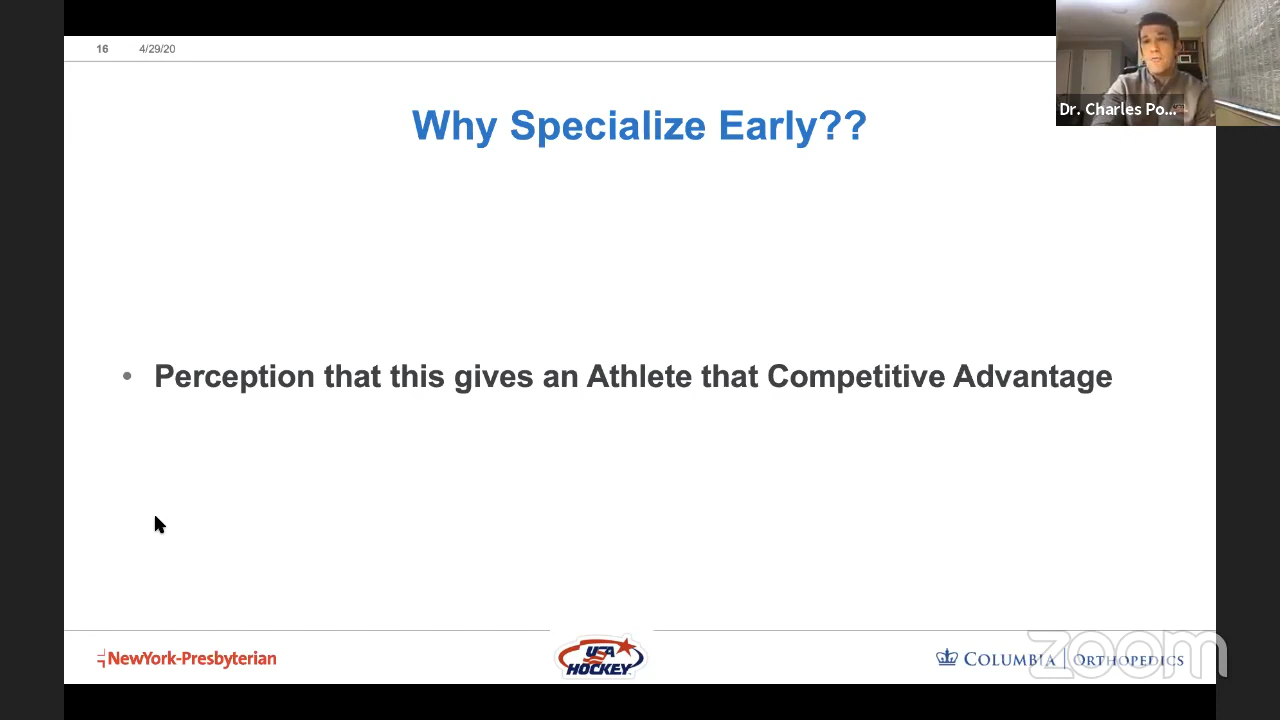 16 4/29/20
Dr. Charles Po...
Why Specialize Early??
• Perception that this gives an Athlete that Competitive Advantage
NewYork-Presbyterian
USA
HOCKEY
COLUMBIA | ORTHOPEDICS
zoom